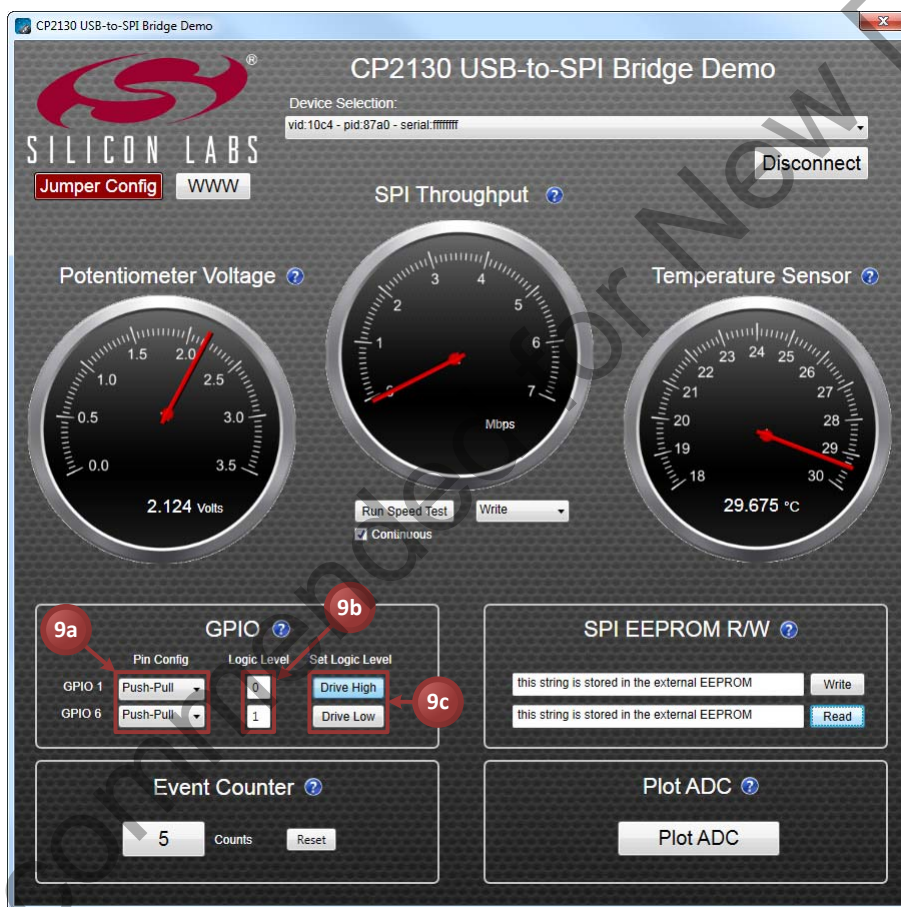 CP2130 USB-to-SPI Bridge Demo
x
CP2130 USB-to-SPI Bridge Demo
®
SILICON LABS
Device Selection:
vid:10c4 - pid:87a0 - serial:ffffffff
Disconnect
Jumper Config WWW
SPI Throughput ?
0 1 2 3 4 5 6 7
Mbps
Potentiometer Voltage ?
0.0 0.5 1.0 1.5 2.0 2.5 3.0 3.5
2.124 Volts
Temperature Sensor ?
18 19 20 21 22 23 24 25 26 27 28 29 30
29.675 °C
Run Speed Test Write
Continuous
9a
9b
9c
GPIO ?
Pin Config Logic Level Set Logic Level
GPIO 1 Push-Pull 0 Drive High
GPIO 6 Push-Pull 1 Drive Low
SPI EEPROM R/W ?
this string is stored in the external EEPROM Write
this string is stored in the external EEPROM Read
Event Counter ?
5 Counts Reset
Plot ADC ?
Plot ADC
ommended for New